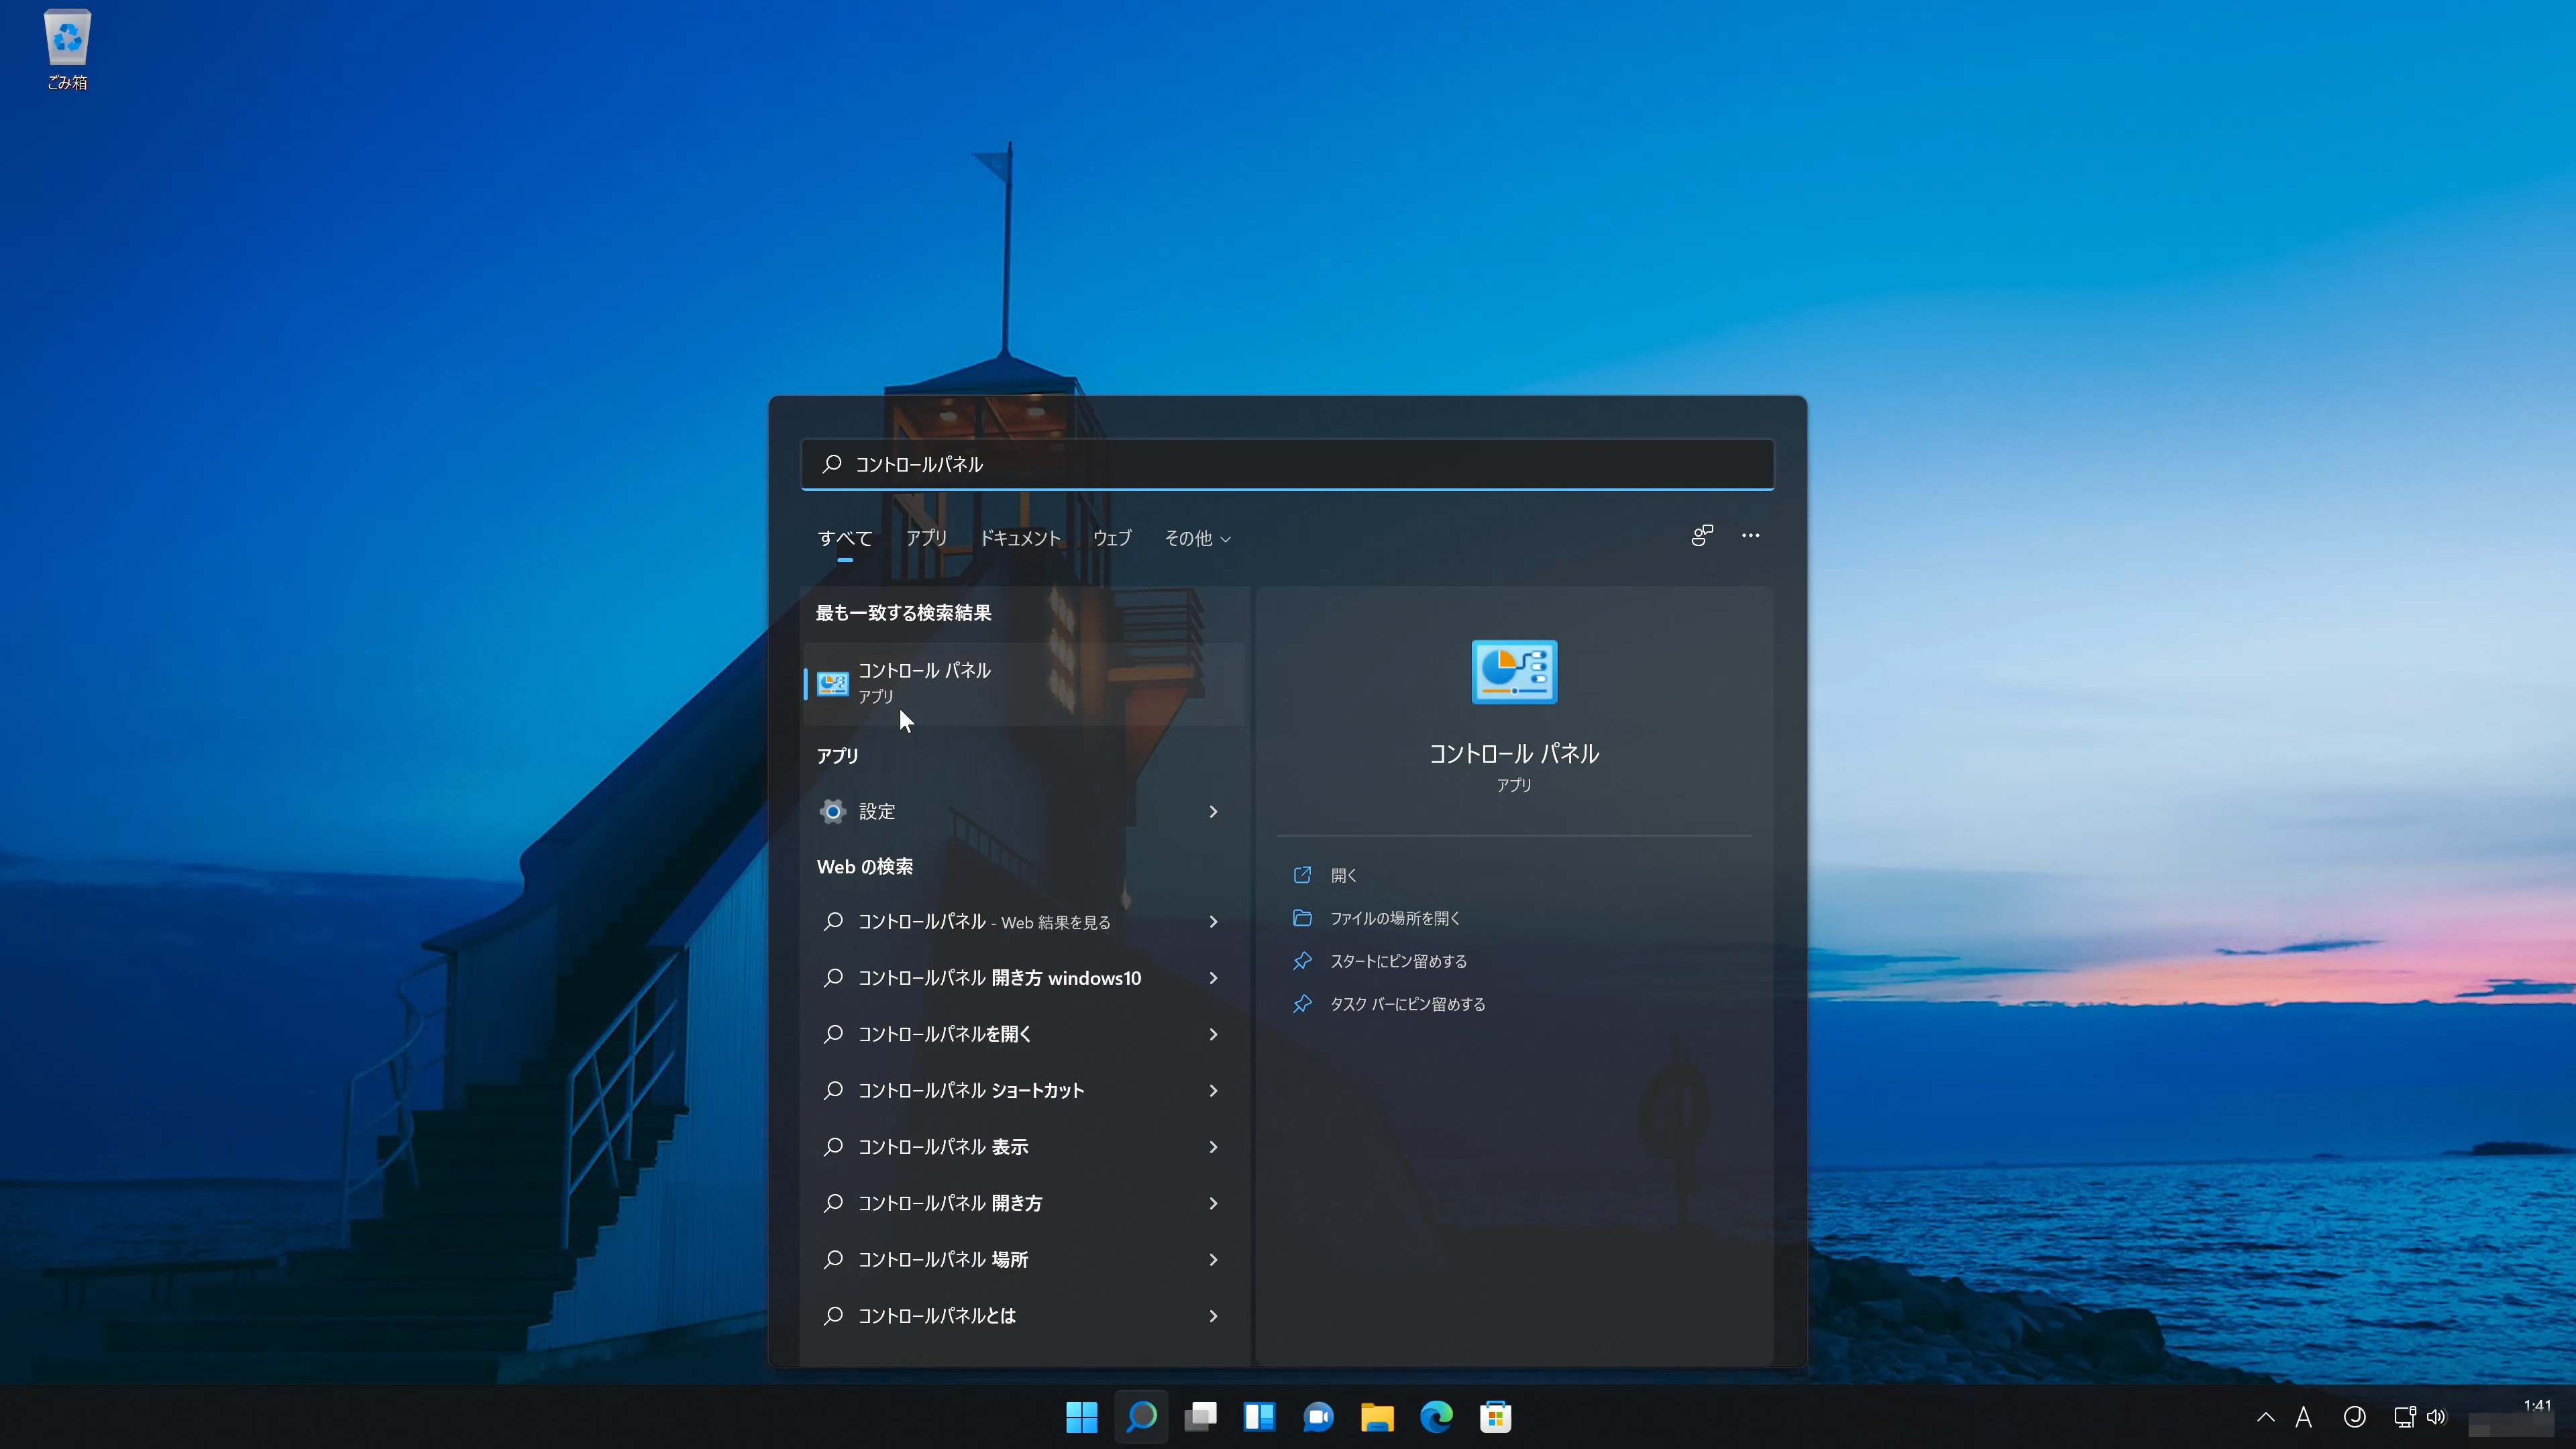 ごみ箱
コントロールパネル
すべて アプリ ドキュメント ウェブ その他
最も一致する検索結果
コントロール パネル
アプリ
アプリ
設定
Web の検索
コントロールパネル - Web 結果を見る
コントロールパネル 開き方 windows10
コントロールパネルを開く
コントロールパネル ショートカット
コントロールパネル 表示
コントロールパネル 開き方
コントロールパネル 場所
コントロールパネルとは
コントロール パネル
アプリ
開く
ファイルの場所を開く
スタートにピン留めする
タスク バーにピン留めする
A
1:41